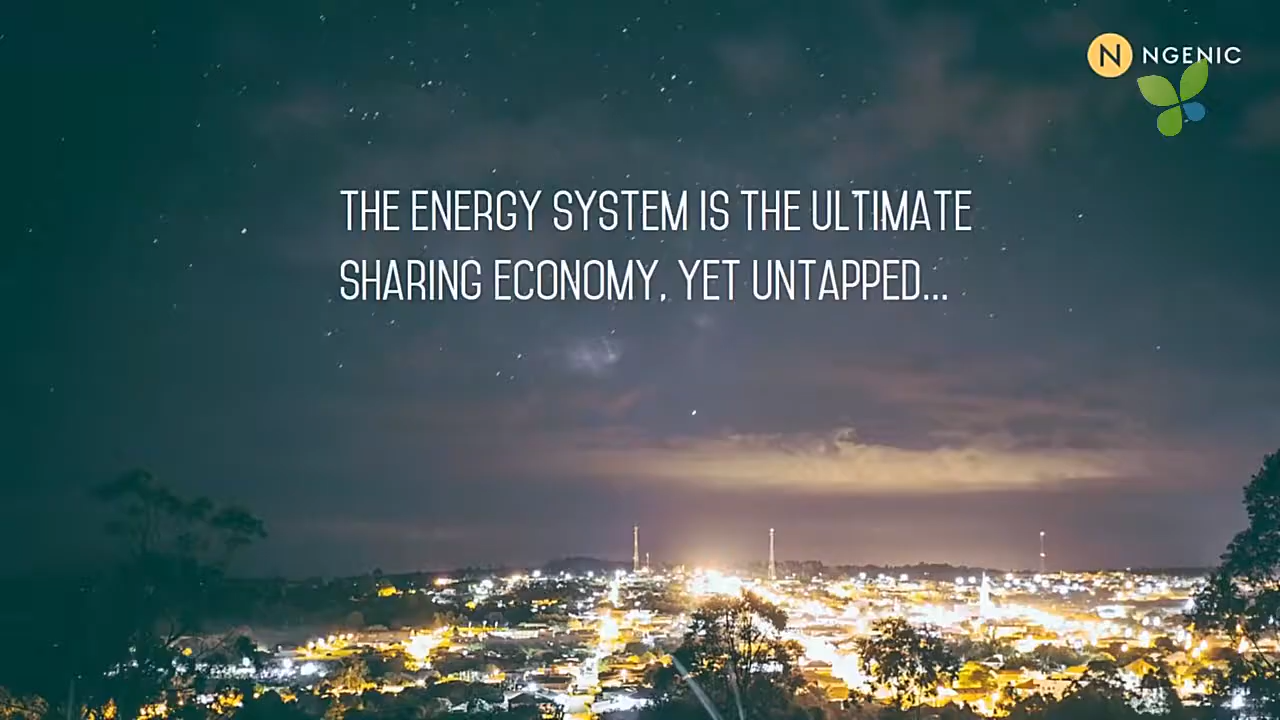 N NGENIC
THE ENERGY SYSTEM IS THE ULTIMATE
SHARING ECONOMY, YET UNTAPPED...